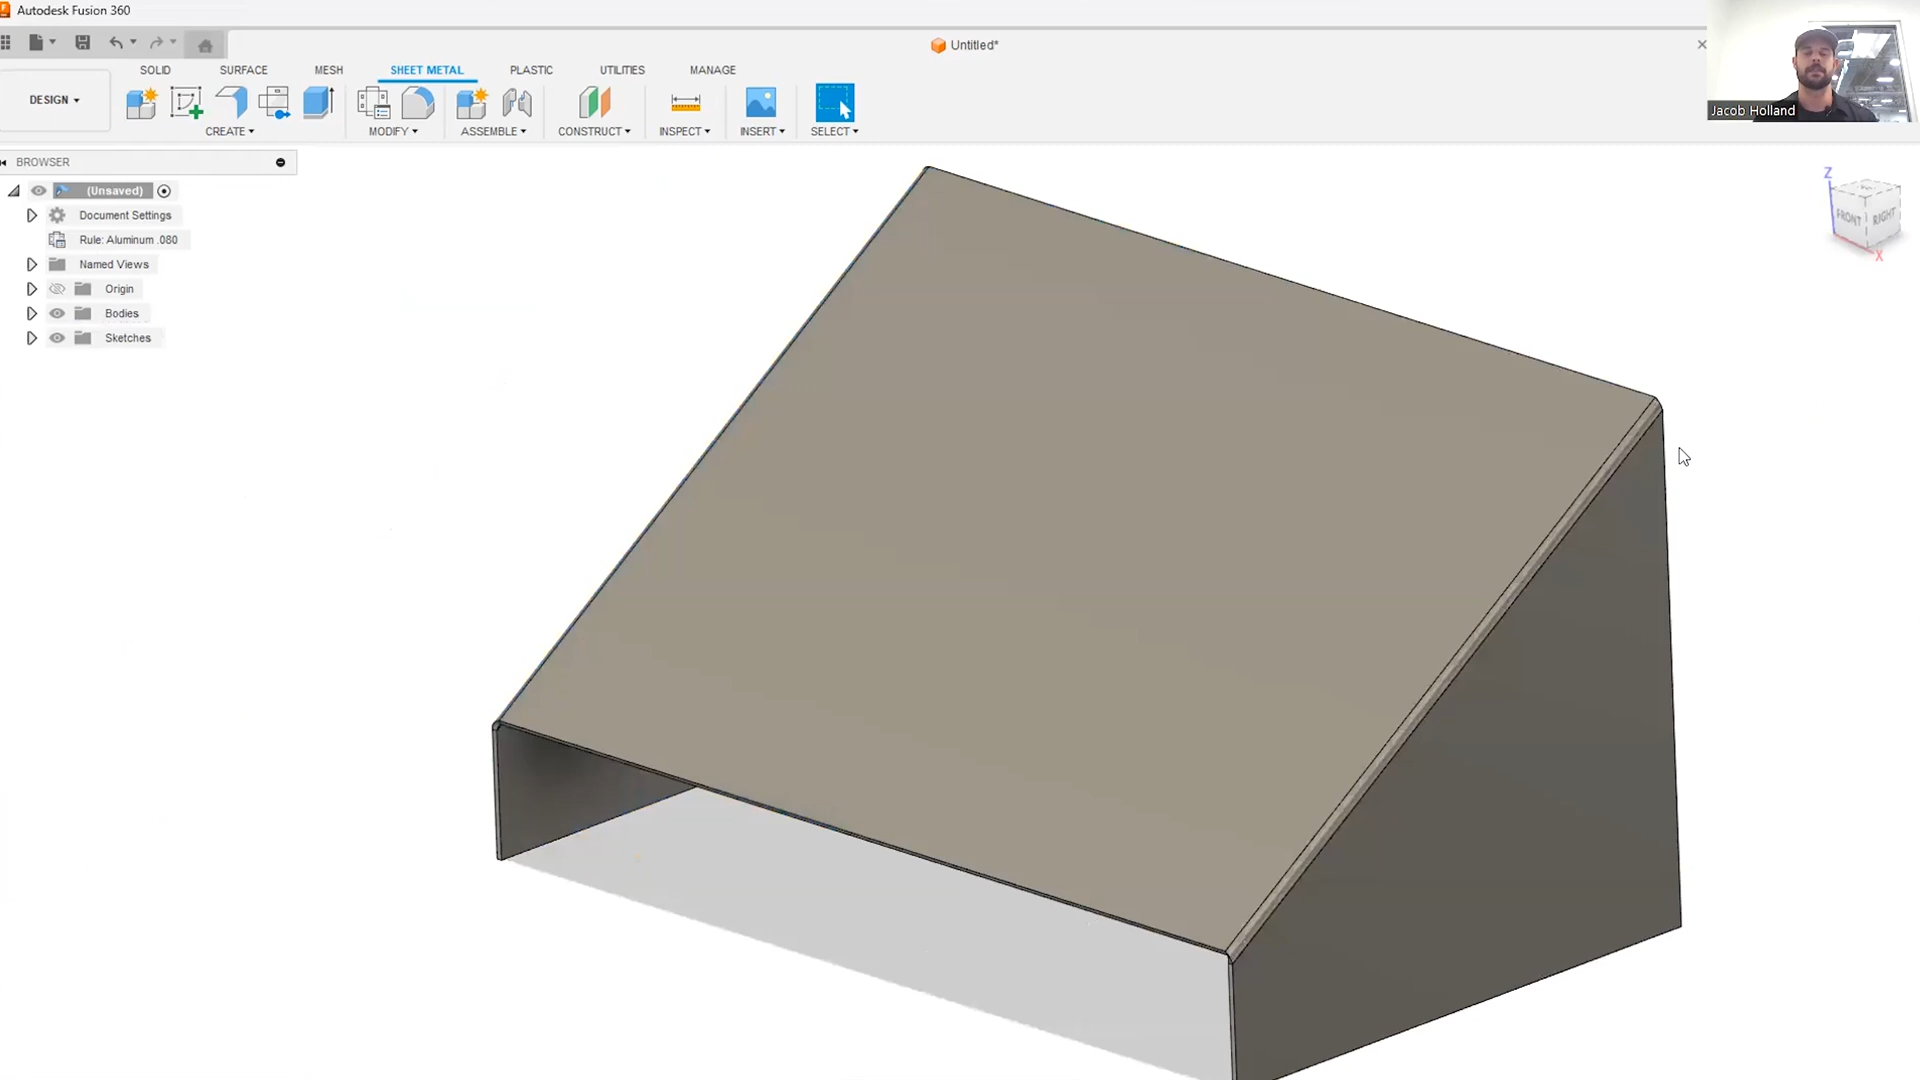 Autodesk Fusion 360
Untitled*
SOLID SURFACE MESH SHEET METAL PLASTIC UTILITIES MANAGE
DESIGN
CREATE MODIFY ASSEMBLE CONSTRUCT INSPECT INSERT SELECT
Jacob Holland
BROWSER
(Unsaved)
Document Settings
Rule: Aluminum .080
Named Views
Origin
Bodies
Sketches
Z
FRONT RIGHT
X